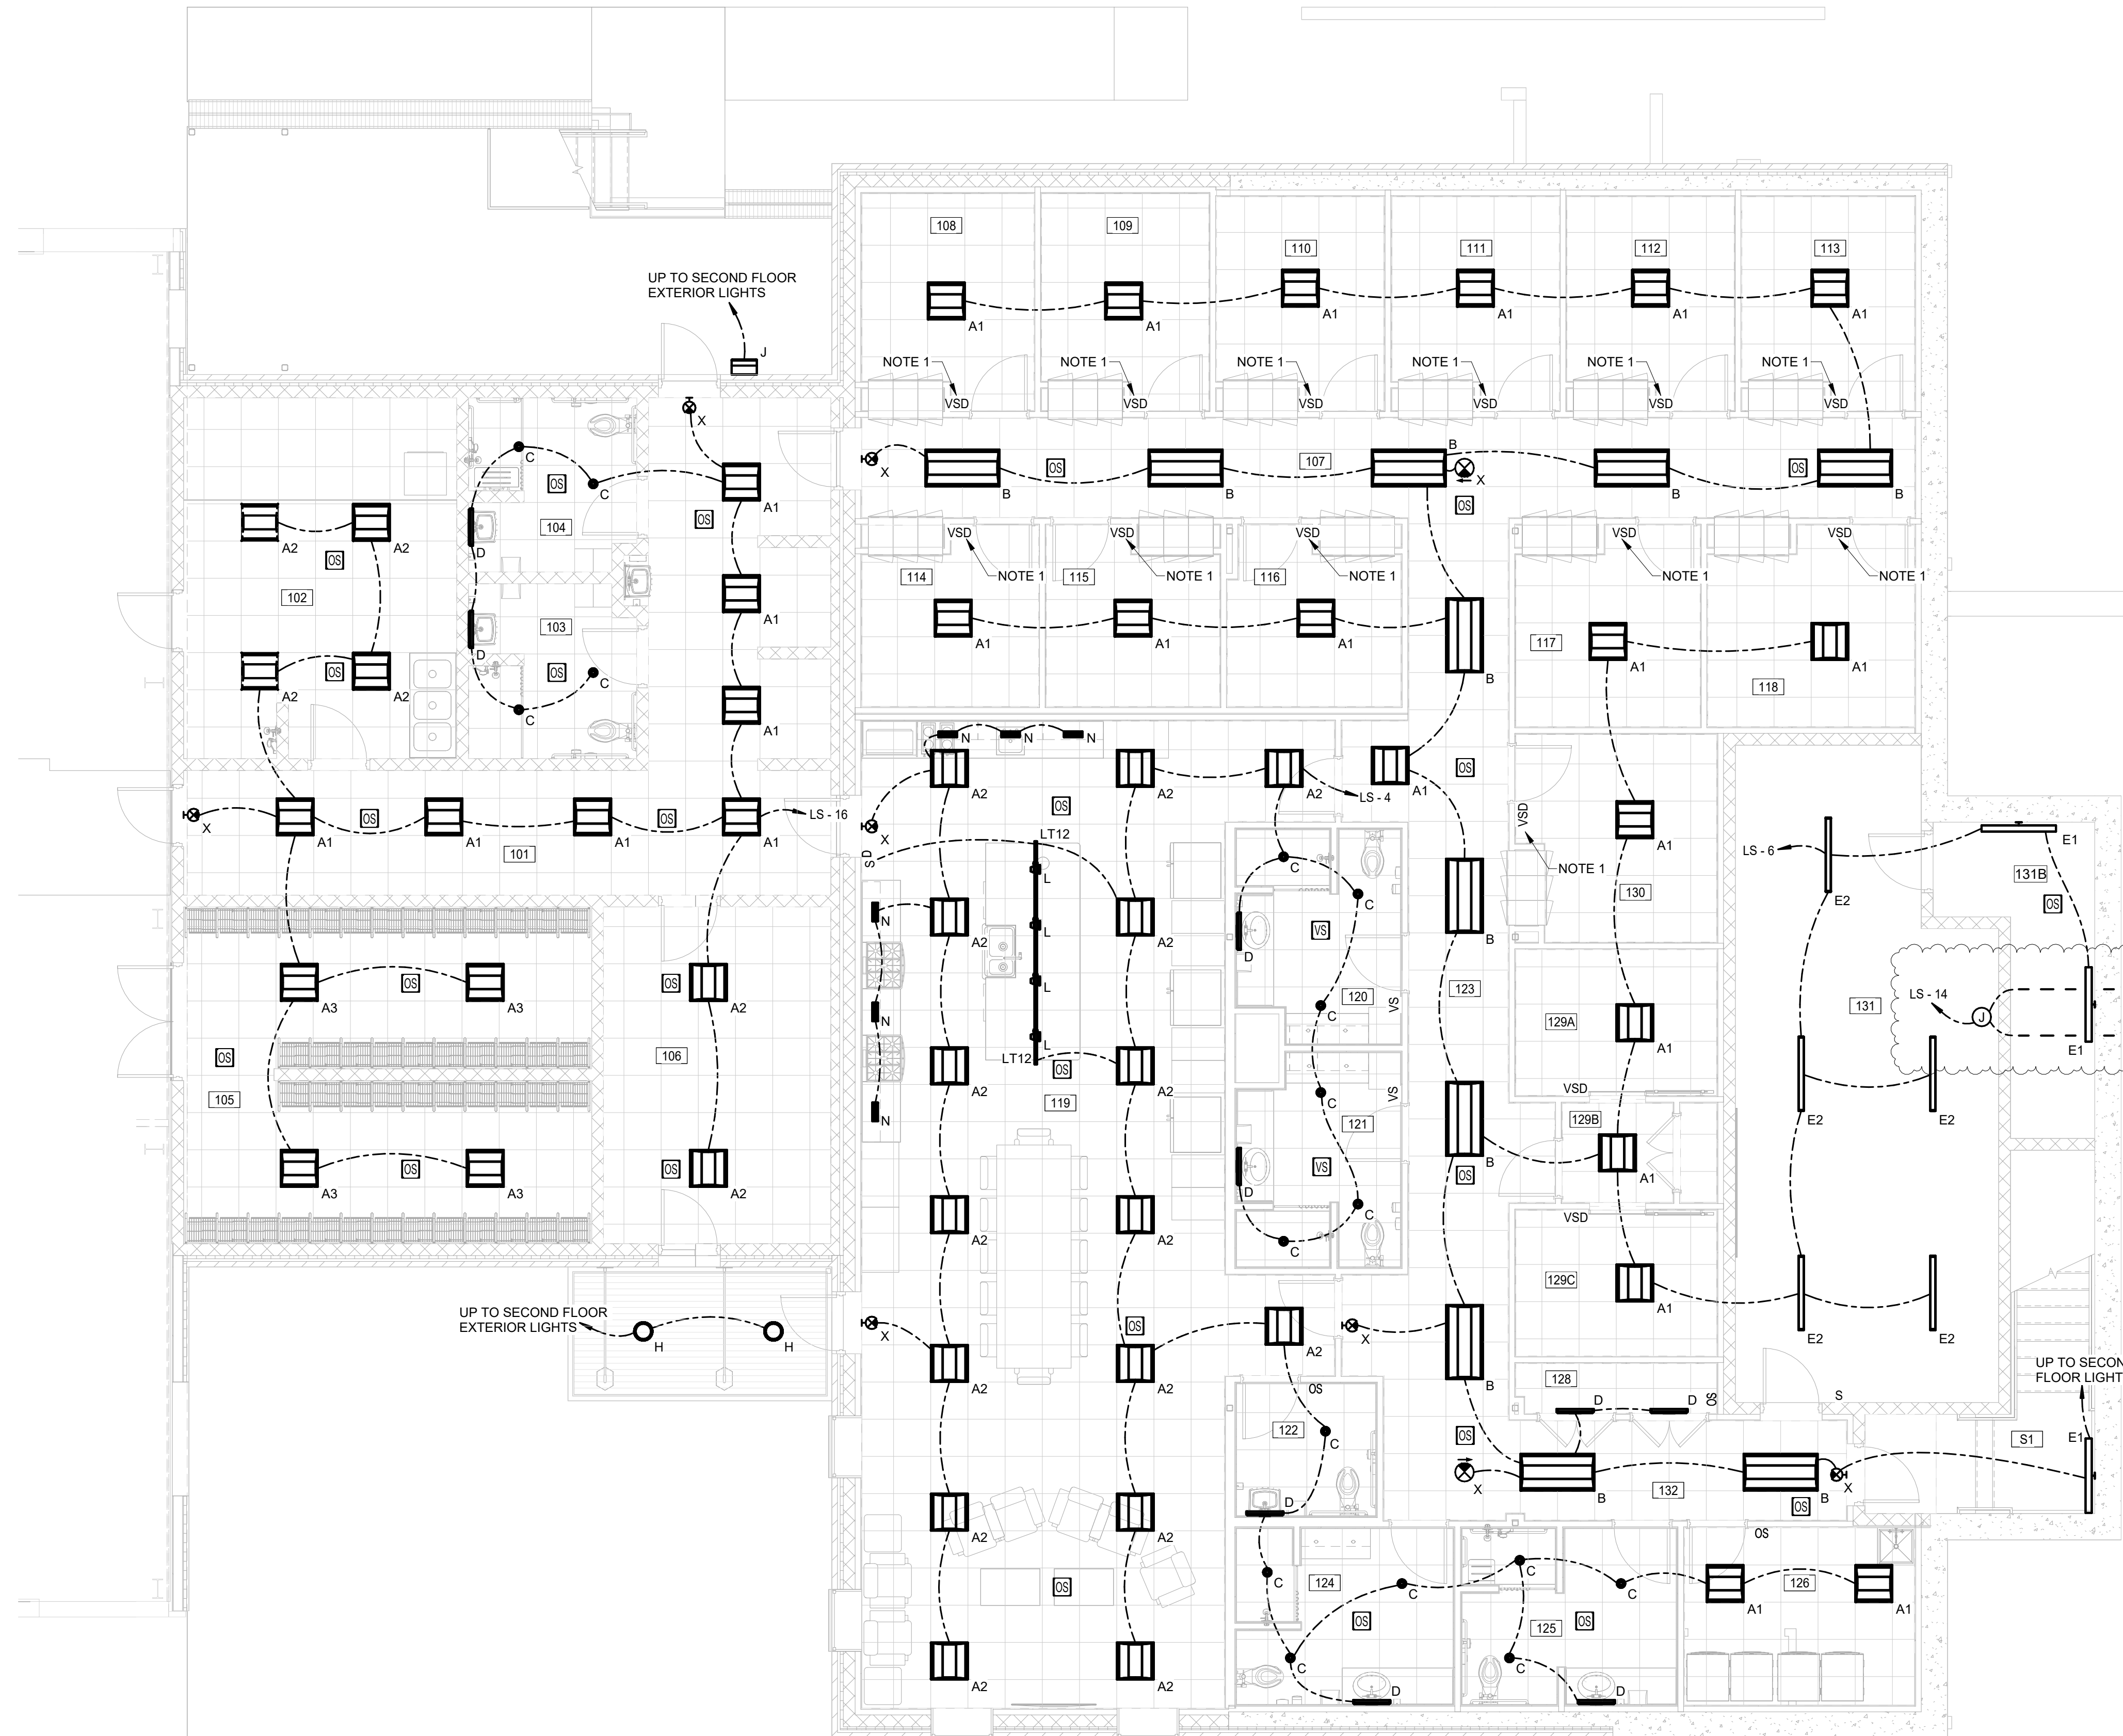 108
109
110
111
112
113
UP TO SECOND FLOOR
EXTERIOR LIGHTS
J
A1
A1
A1
A1
A1
A1
NOTE 1
NOTE 1
NOTE 1
NOTE 1
NOTE 1
NOTE 1
VSD
VSD
VSD
VSD
VSD
VSD
X
C
OS
C
104
D
OS
A1
X
B
OS
B
107
B
X
OS
B
OS
B
A2
A2
OS
102
A2
OS
A2
103
D
OS
C
C
A1
A1
VSD
VSD
VSD
VSD
VSD
114
NOTE 1
115
NOTE 1
116
NOTE 1
NOTE 1
NOTE 1
A1
A1
A1
B
117
A1
118
A1
N
N
N
A2
A2
A2
LS - 4
A1
OS
X
A1
OS
A1
A1
OS
A1
LS - 16
101
X
OS
SD
LT12
VSD
NOTE 1
A1
130
LS - 6
E2
E1
131B
OS
C
C
D
VS
120
VS
C
B
123
N
A2
L
L
L
L
LT12
A2
N
N
A2
OS
A2
119
A3
OS
A3
OS
105
A3
OS
A3
OS
A2
106
OS
A2
129A
A1
VSD
131
LS - 14
J
E1
E2
E2
C
VS
121
VS
D
C
C
B
OS
129B
A1
VSD
A2
A2
129C
A1
E2
E2
UP TO SECOND FLOOR
EXTERIOR LIGHTS
H
H
X
A2
OS
A2
A2
X
B
UP TO SECON
FLOOR LIGHT
128
D
D
OS
S
OS
122
C
D
OS
X
B
132
B
OS
X
S1
E1
A2
A2
OS
C
124
C
OS
C
D
C
C
125
OS
C
D
OS
A1
126
A1
A2
A2